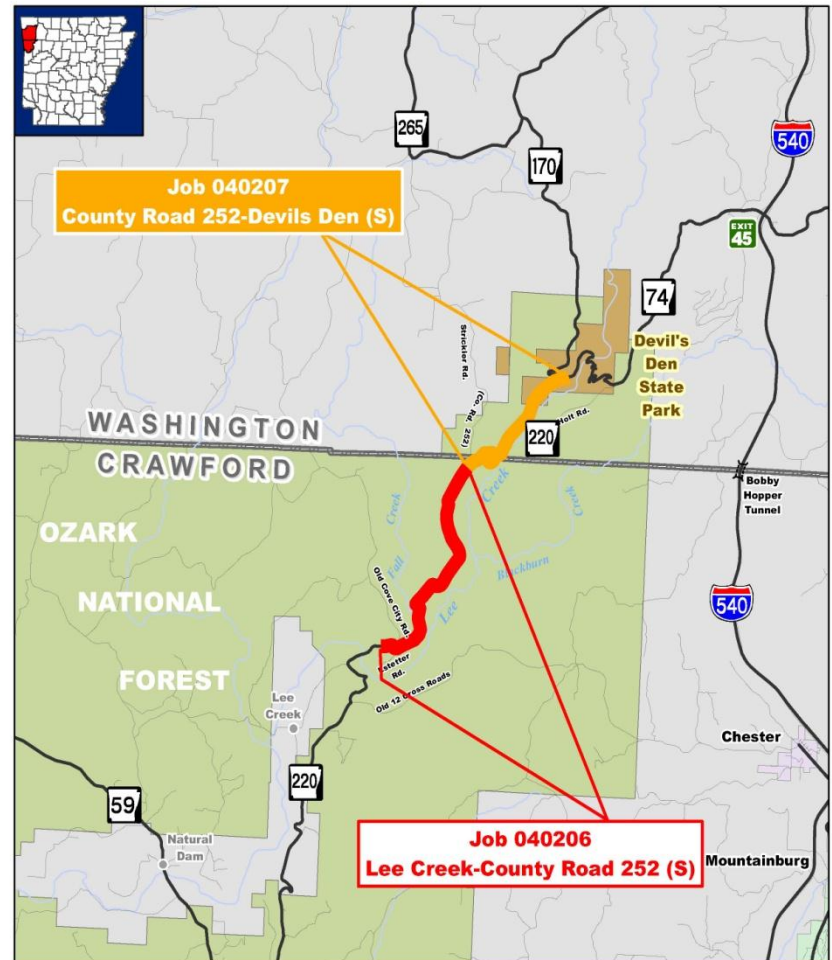 265
540
170
Job 040207
County Road 252-Devils Den (S)
EXIT
45
74
Devil's
Den
State
Park
Strickler Rd.
(Co. Rd. 252)
Holt Rd.
220
WASHINGTON
CRAWFORD
Creek
Creek
Bobby
Hopper
Tunnel
OZARK
Creek
Fall
Blackburn
NATIONAL
Old Cove City Rd.
Lee
540
FOREST
Rd.
Old 12 Cross Roads
Lee
Creek
Chester
220
59
Natural
Dam
Job 040206
Lee Creek-County Road 252 (S)
Mountainburg